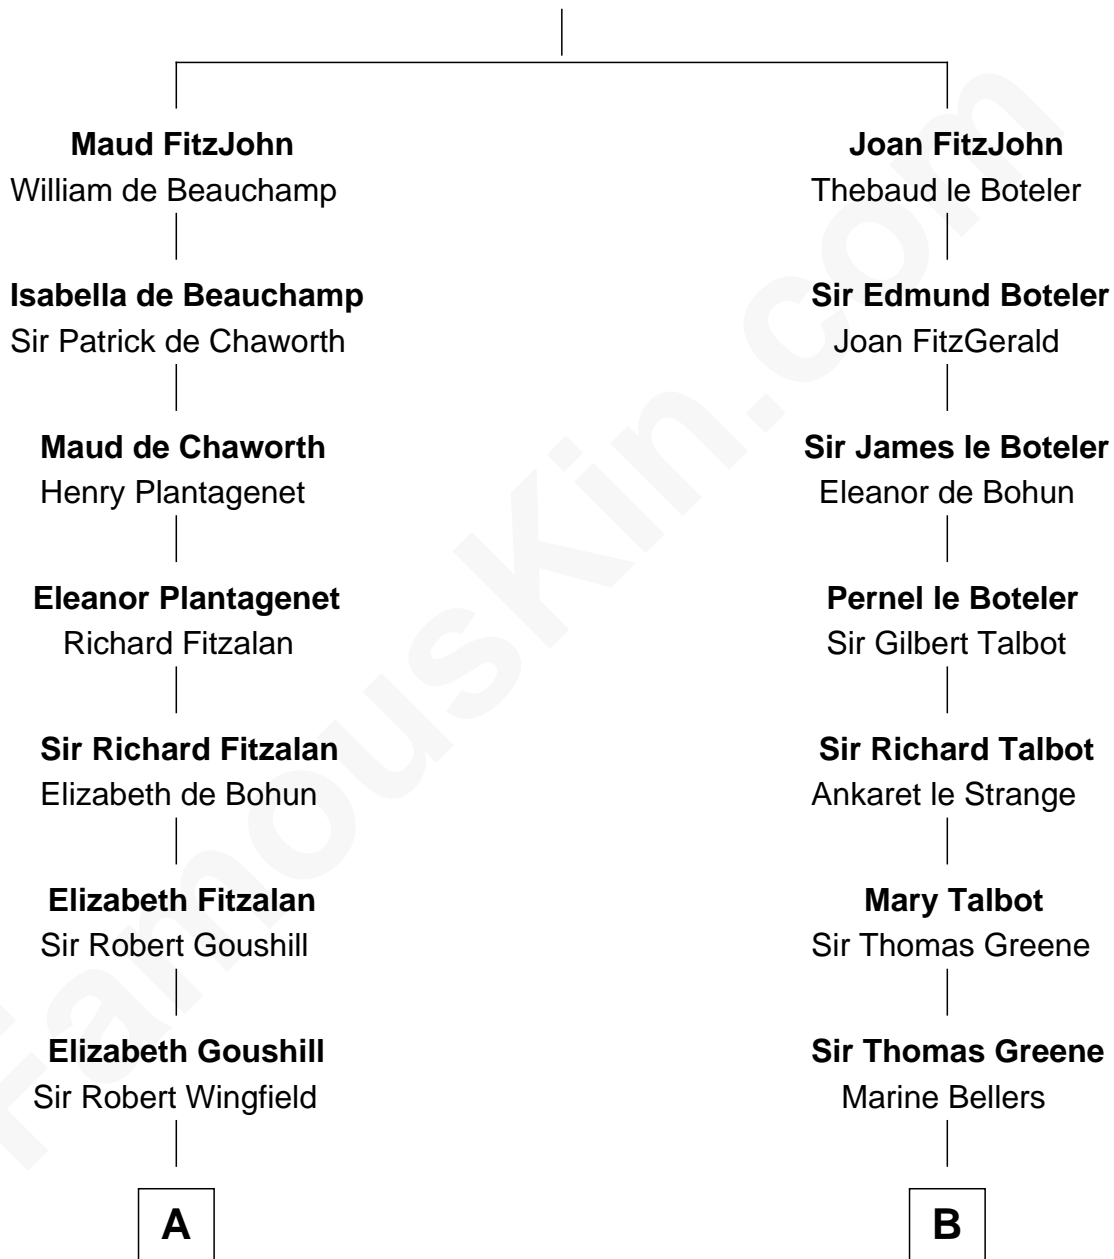 Maud FitzJohn
William de Beauchamp
Isabella de Beauchamp
Sir Patrick de Chaworth
Maud de Chaworth
Henry Plantagenet
Eleanor Plantagenet
Richard Fitzalan
Sir Richard Fitzalan
Elizabeth de Bohun
Elizabeth Fitzalan
Sir Robert Goushill
Elizabeth Goushill
Sir Robert Wingfield
A
Joan FitzJohn
Thebaud le Boteler
Sir Edmund Boteler
Joan FitzGerald
Sir James le Boteler
Eleanor de Bohun
Pernel le Boteler
Sir Gilbert Talbot
Sir Richard Talbot
Ankaret le Strange
Mary Talbot
Sir Thomas Greene
Sir Thomas Greene
Marine Bellers
B
FamousKin.com